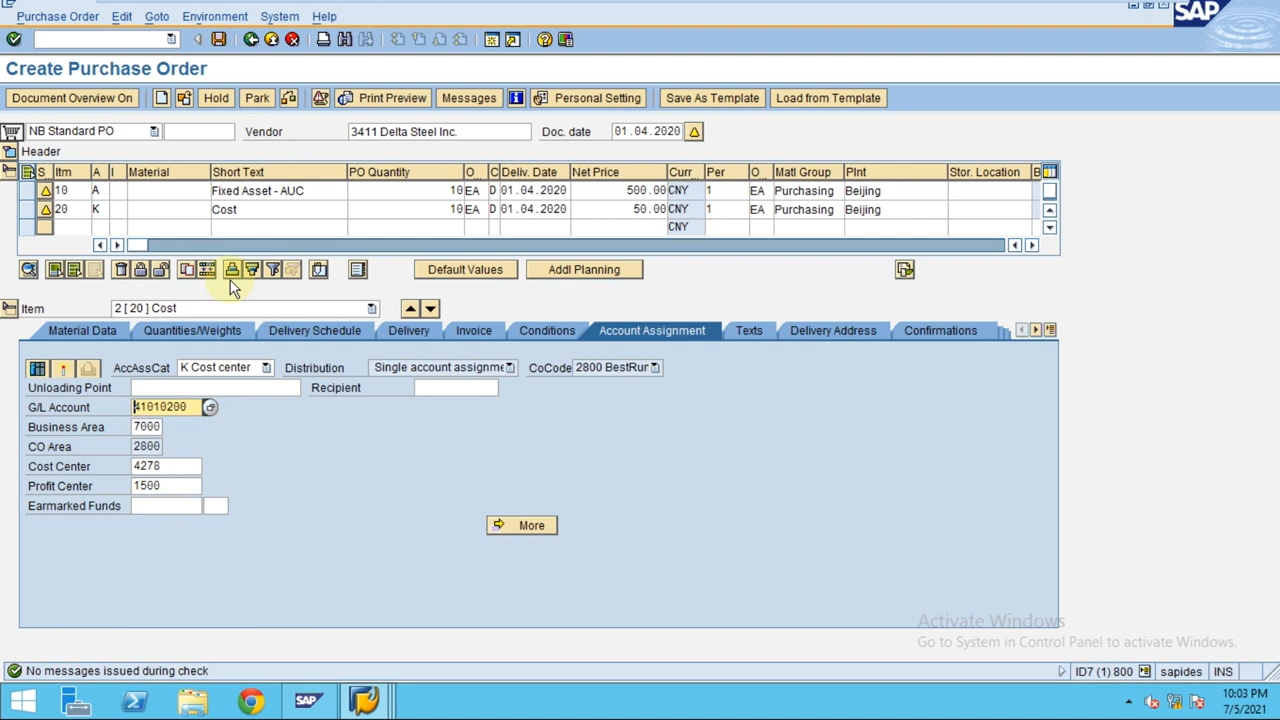 Purchase Order Edit Goto Environment System Help
SAP
Create Purchase Order
Document Overview On Hold Park Print Preview Messages Personal Setting Save As Template Load from Template
NB Standard PO Vendor 3411 Delta Steel Inc. Doc. date 01.04.2020
Header
S... Itm A I Material Short Text PO Quantity O... C Deliv. Date Net Price Curr... Per O... Matl Group Plnt Stor. Location B
10 A Fixed Asset - AUC 10 EA D 01.04.2020 500.00 CNY 1 EA Purchasing Beijing
20 K Cost 10 EA D 01.04.2020 50.00 CNY 1 EA Purchasing Beijing
CNY
Default Values Addl Planning
Item 2 [ 20 ] Cost
Material Data Quantities/Weights Delivery Schedule Delivery Invoice Conditions Account Assignment Texts Delivery Address Confirmations
AccAssCat K Cost center Distribution Single account assignme CoCode 2800 BestRun
Unloading Point Recipient
G/L Account 41010200
Business Area 7000
CO Area 2800
Cost Center 4278
Profit Center 1500
Earmarked Funds
More
Activate Windows
Go to System in Control Panel to activate Windows.
No messages issued during check ID7 (1) 800 sapides INS
SAP 10:03 PM
7/5/2021